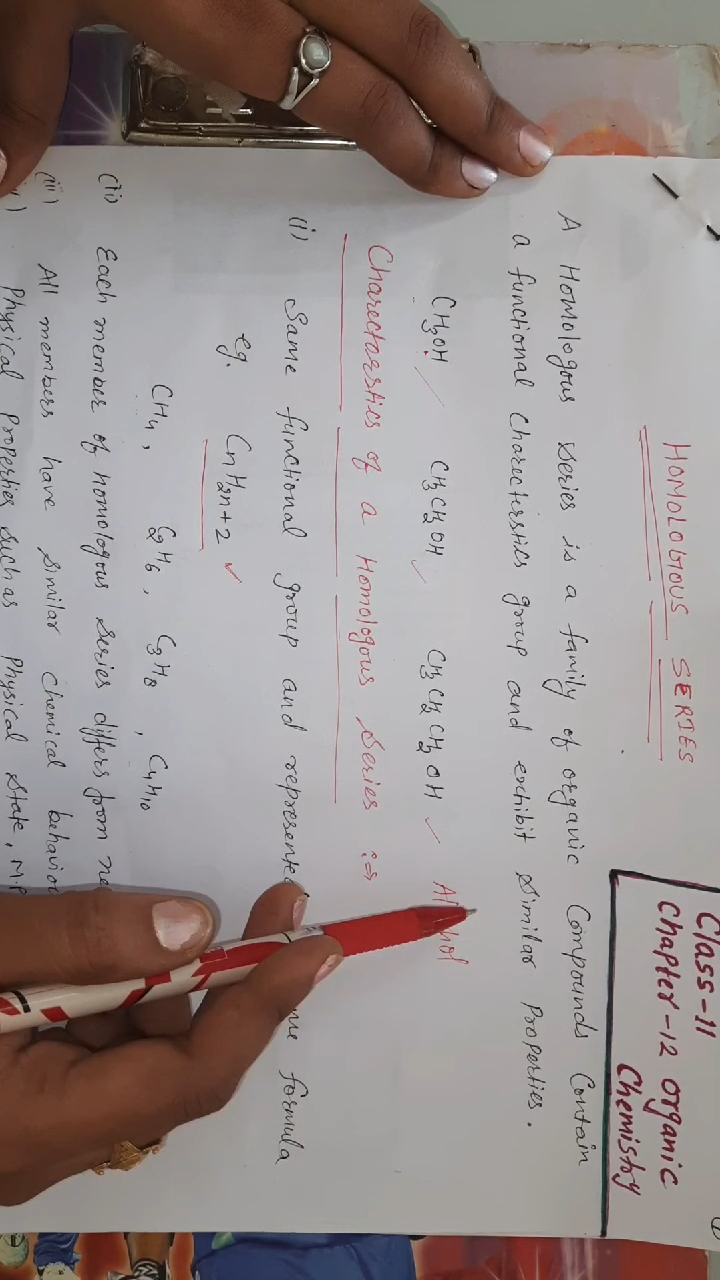 Class-11
Chapter-12 organic
Chemistry
HOMOLOGIOUS SERIES
A Homologous series is a family of organic Compounds Contain
a functional Charecterstics group and exhibit Similar Properties.
CH3OH CH3CH2OH CH3CH2CH2OH
Charectarstics of a Homologous Series :⇒
(i) Same functional group and represented formula
eg. CnH2n+2
CH4, C2H6, C3H8, C4H10
(ii) Each member of homologous series differs from
(iii) All members have similar chemical
Physical Properties such as Physical state, M.P